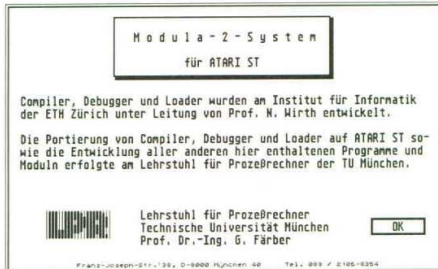 M o d u l a - 2 - S y s t e m
für ATARI ST
Compiler, Debugger und Loader wurden am Institut für Informatik
der ETH Zürich unter Leitung von Prof. N. Wirth entwickelt.
Die Portierung von Compiler, Debugger und Loader auf ATARI ST so-
wie die Entwicklung aller anderen hier enthaltenen Programme und
Moduln erfolgte am Lehrstuhl für Prozeßrechner der TU München.
LPR
Lehrstuhl für Prozeßrechner
Technische Universität München
OK
Prof. Dr.-Ing. G. Färber
Franz-Joseph-Str. 38, D-8000 München 40 Tel. 089 / 2105-8354